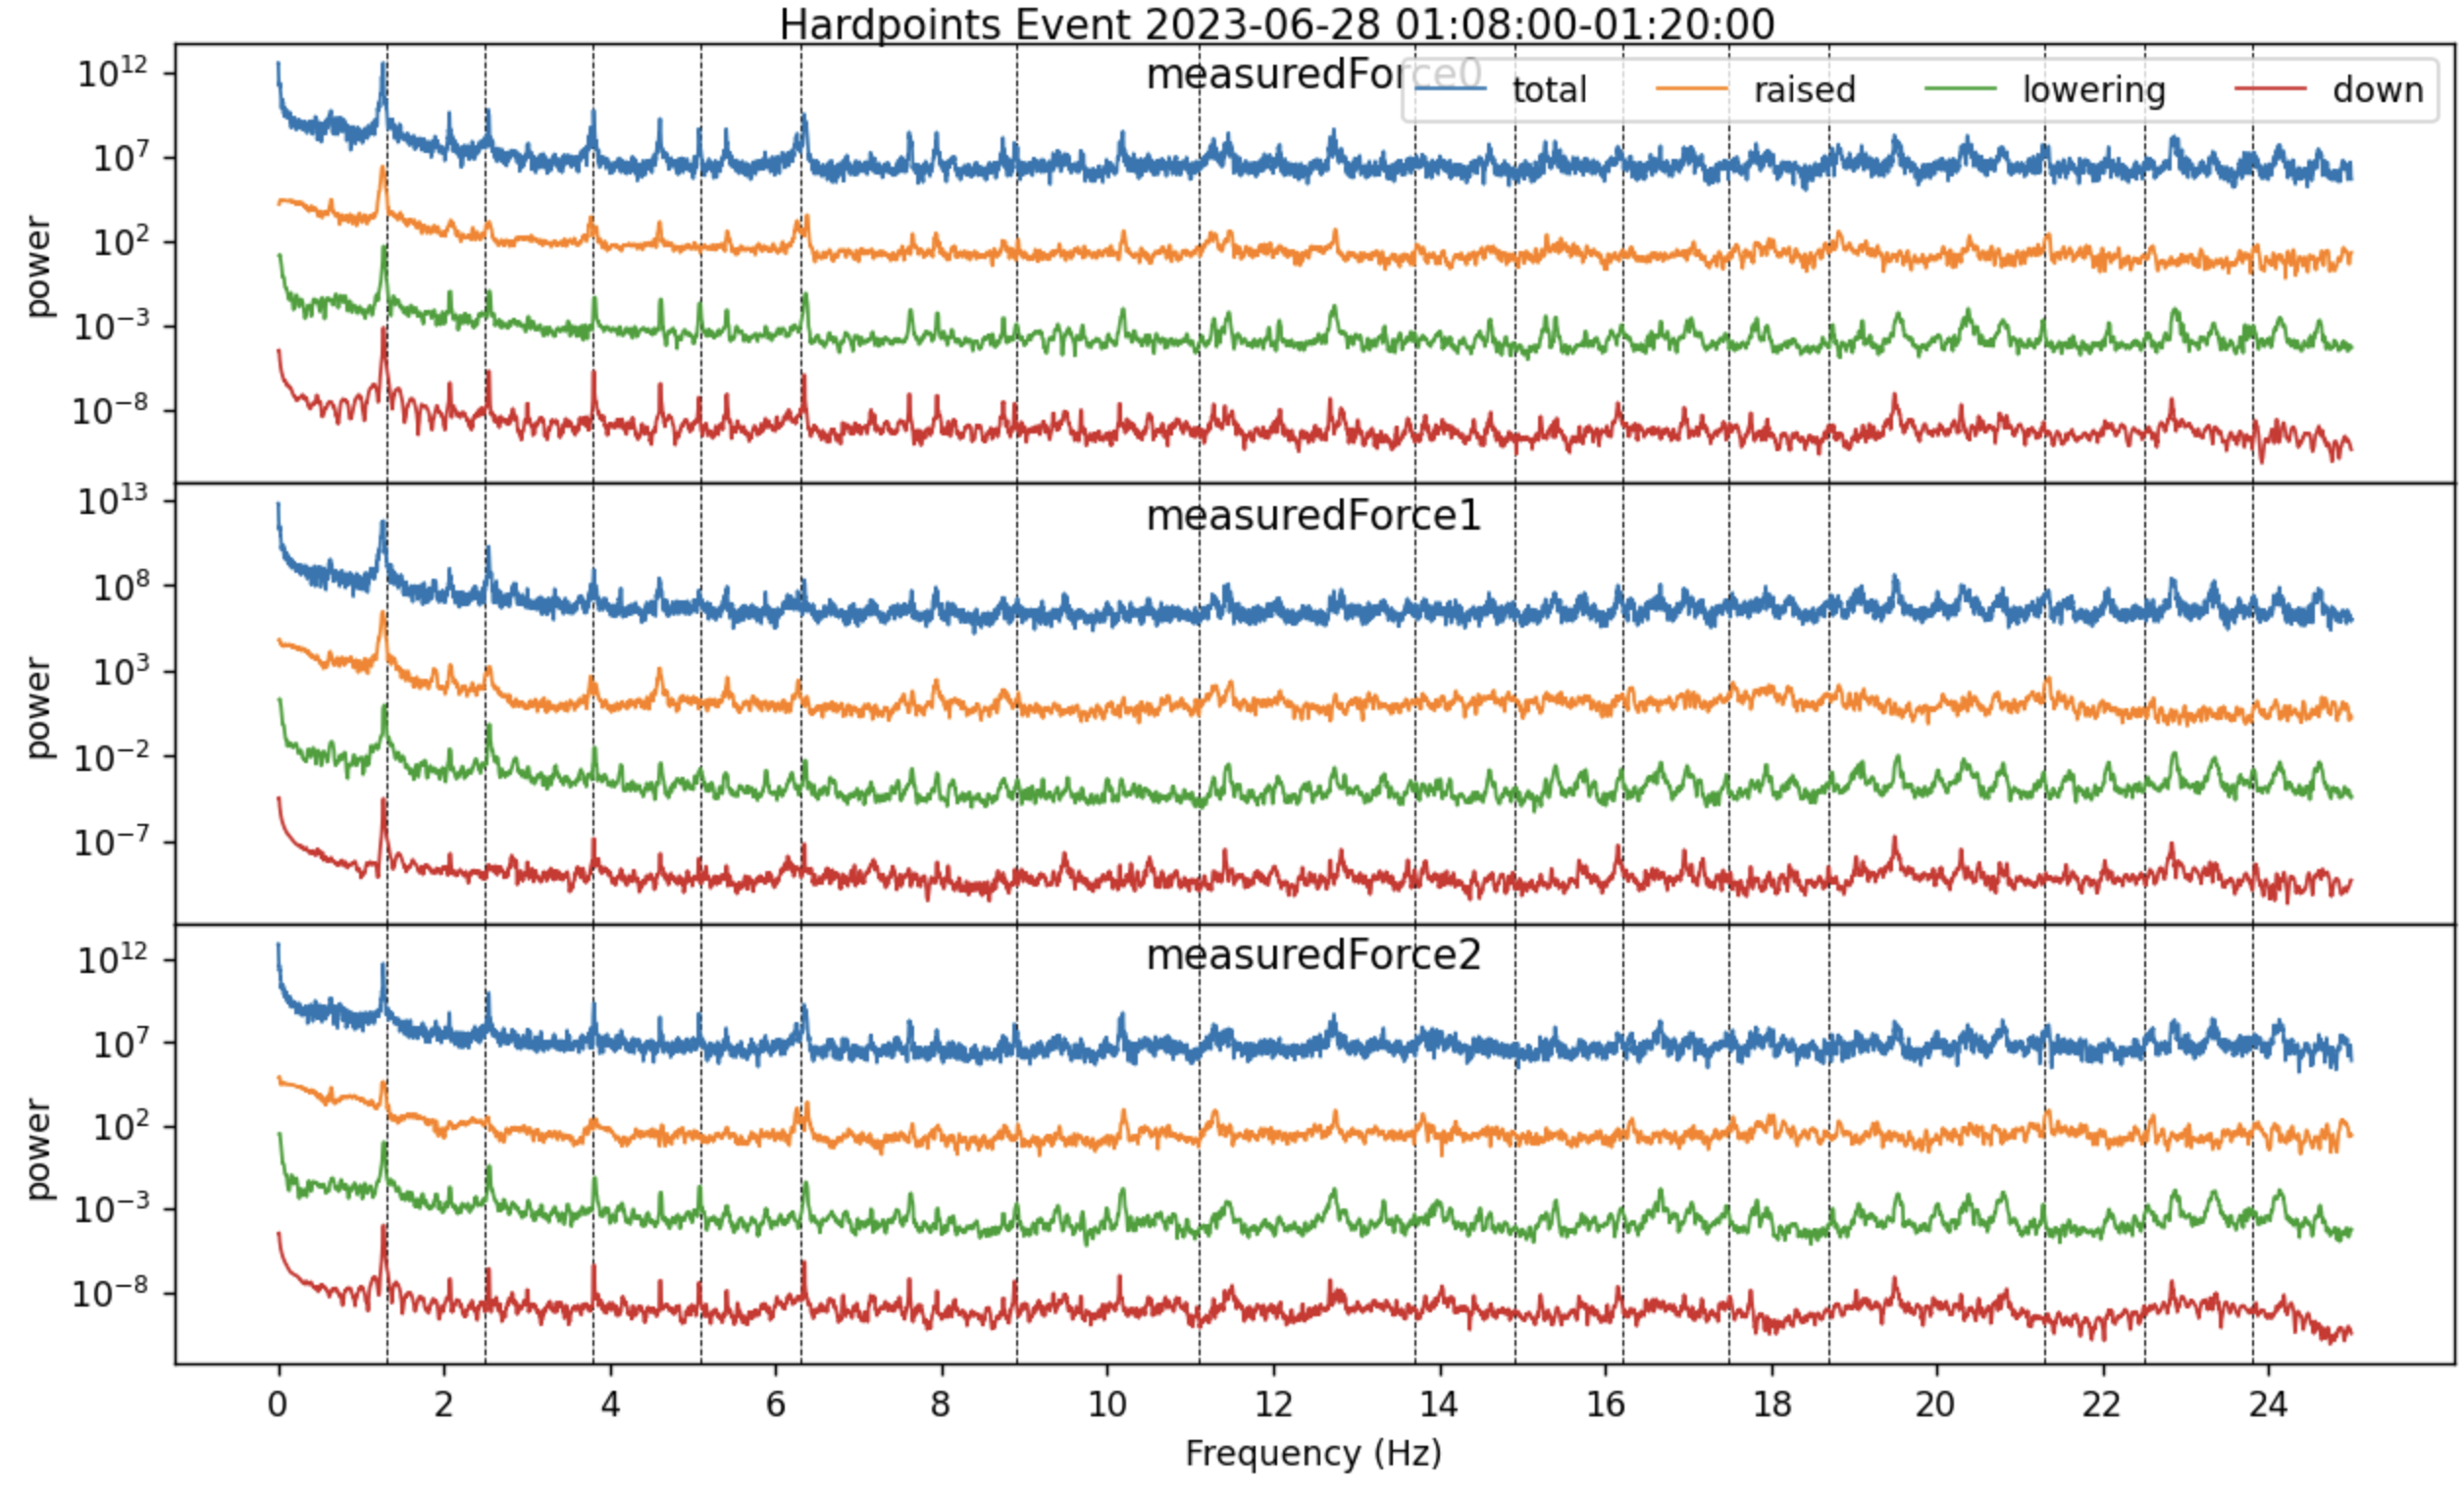 Hardpoints Event 2023-06-28 01:08:00-01:20:00
measuredForce0
total raised lowering down
10^12
10^7
10^2
10^−3
10^−8
power
measuredForce1
10^13
10^8
10^3
10^−2
10^−7
power
measuredForce2
10^12
10^7
10^2
10^−3
10^−8
power
0 2 4 6 8 10 12 14 16 18 20 22 24
Frequency (Hz)